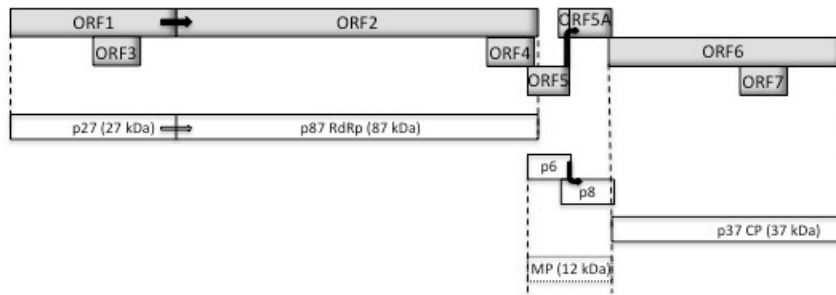 ORF1
ORF2
ORF5A
ORF3
ORF4
ORF6
ORF5
ORF7
p27 (27 kDa)
p87 RdRp (87 kDa)
p6
p8
p37 CP (37 kDa)
MP (12 kDa)